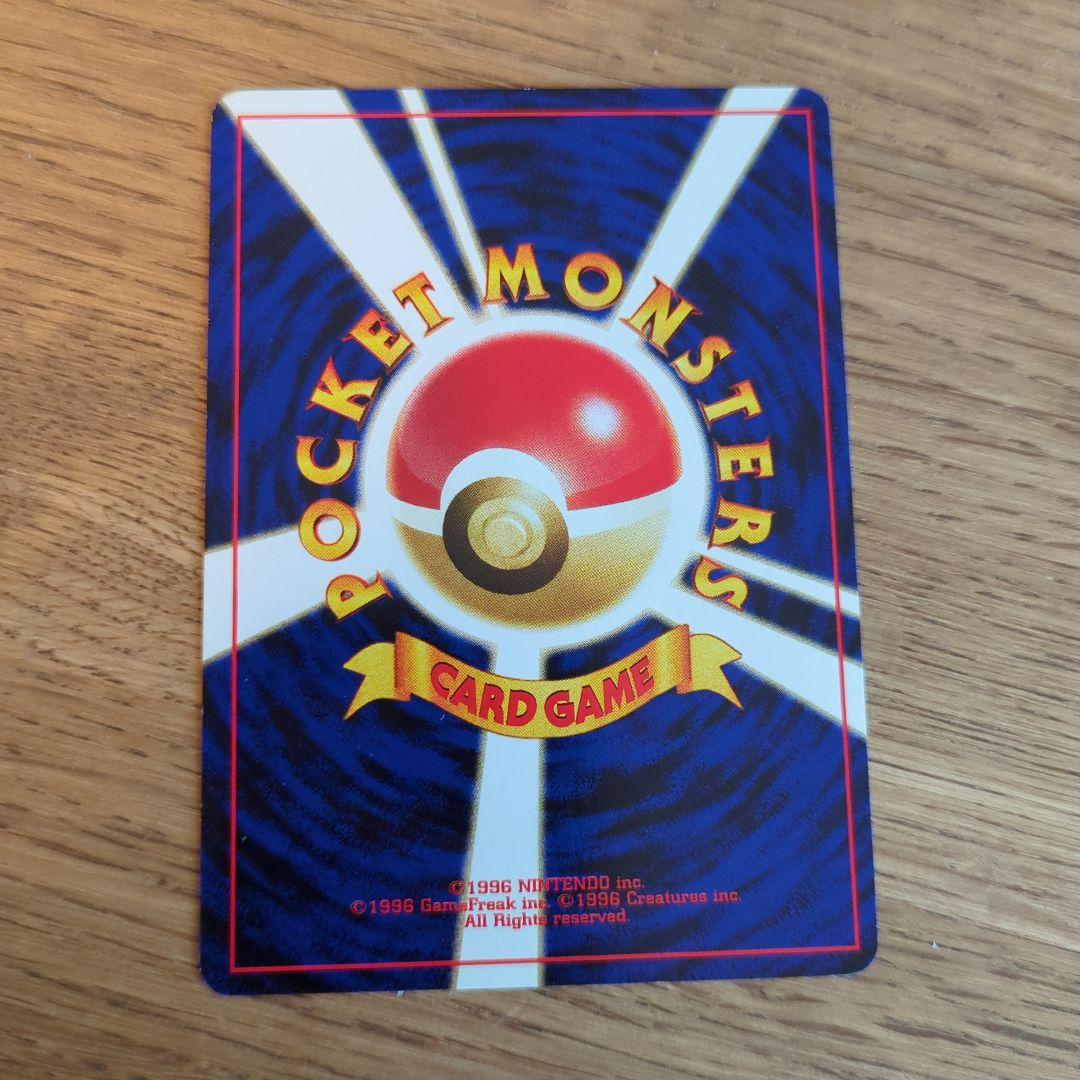 POCKET MONSTERS
CARD GAME
©1996 NINTENDO inc.
©1996 GameFreak inc. ©1996 Creatures inc.
All Rights reserved.